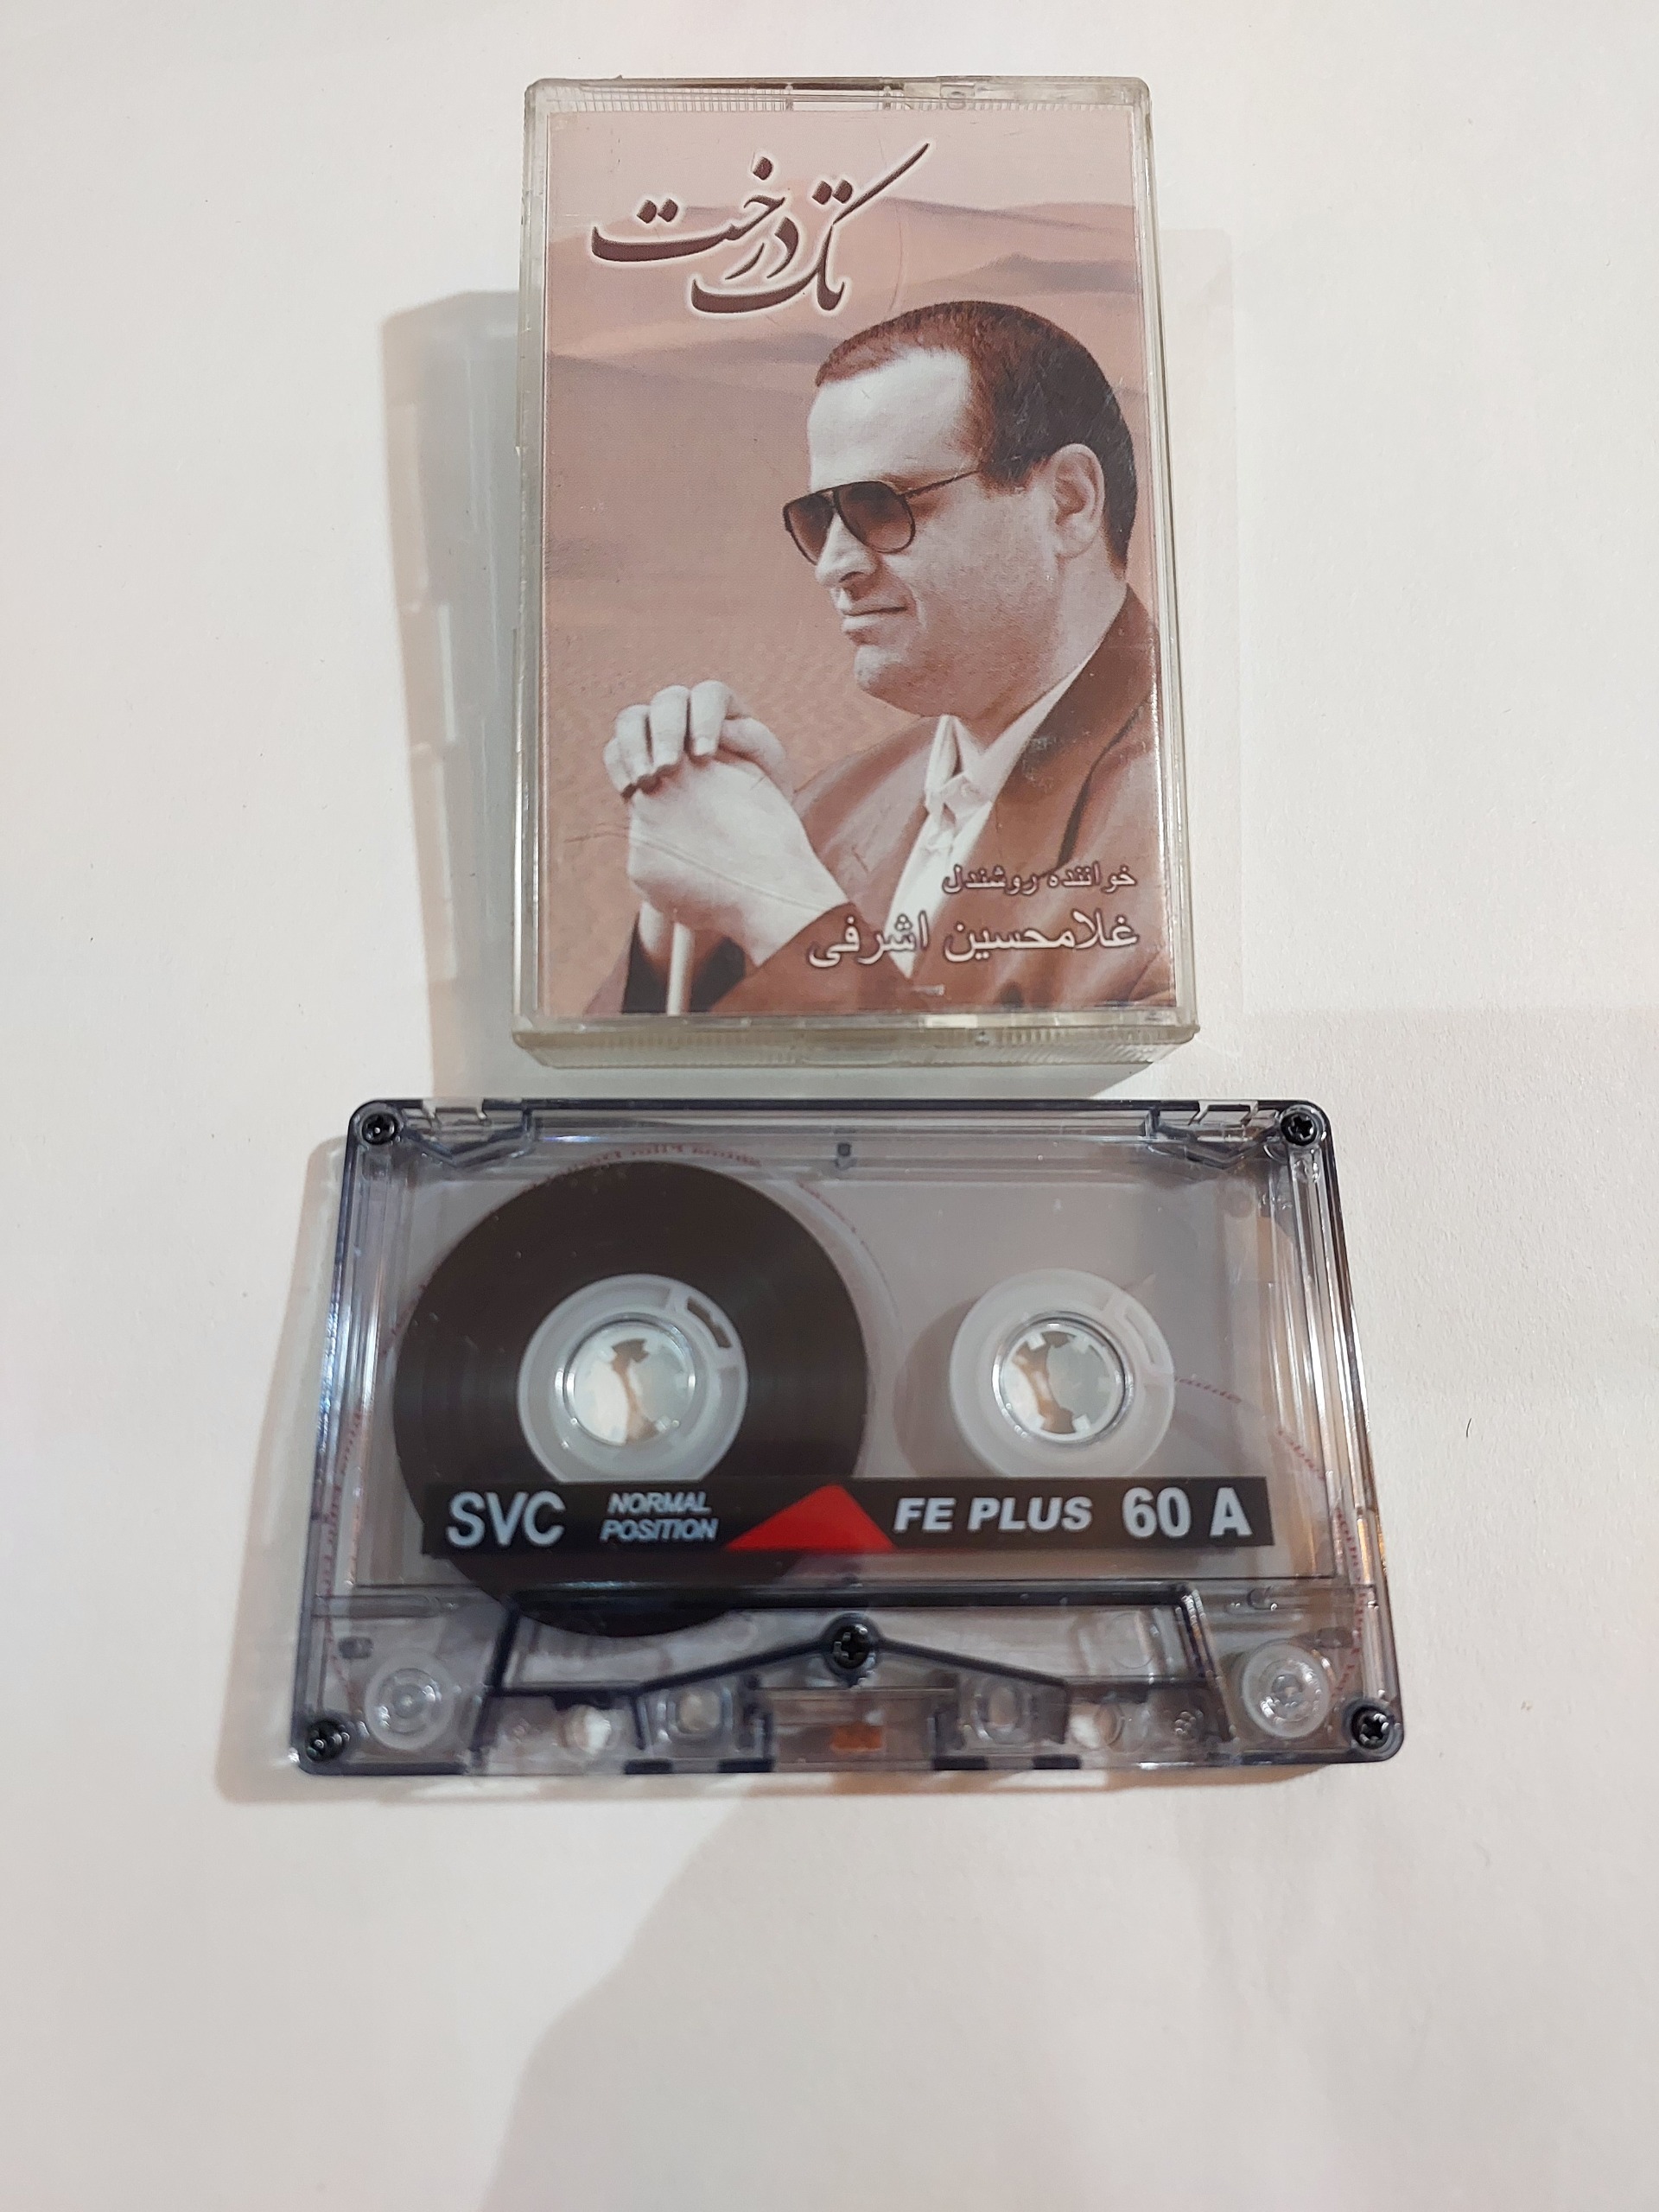 تک درخت
خواننده روشندل
غلامحسین اشرفی
SVC
NORMAL
POSITION
FE PLUS
60 A